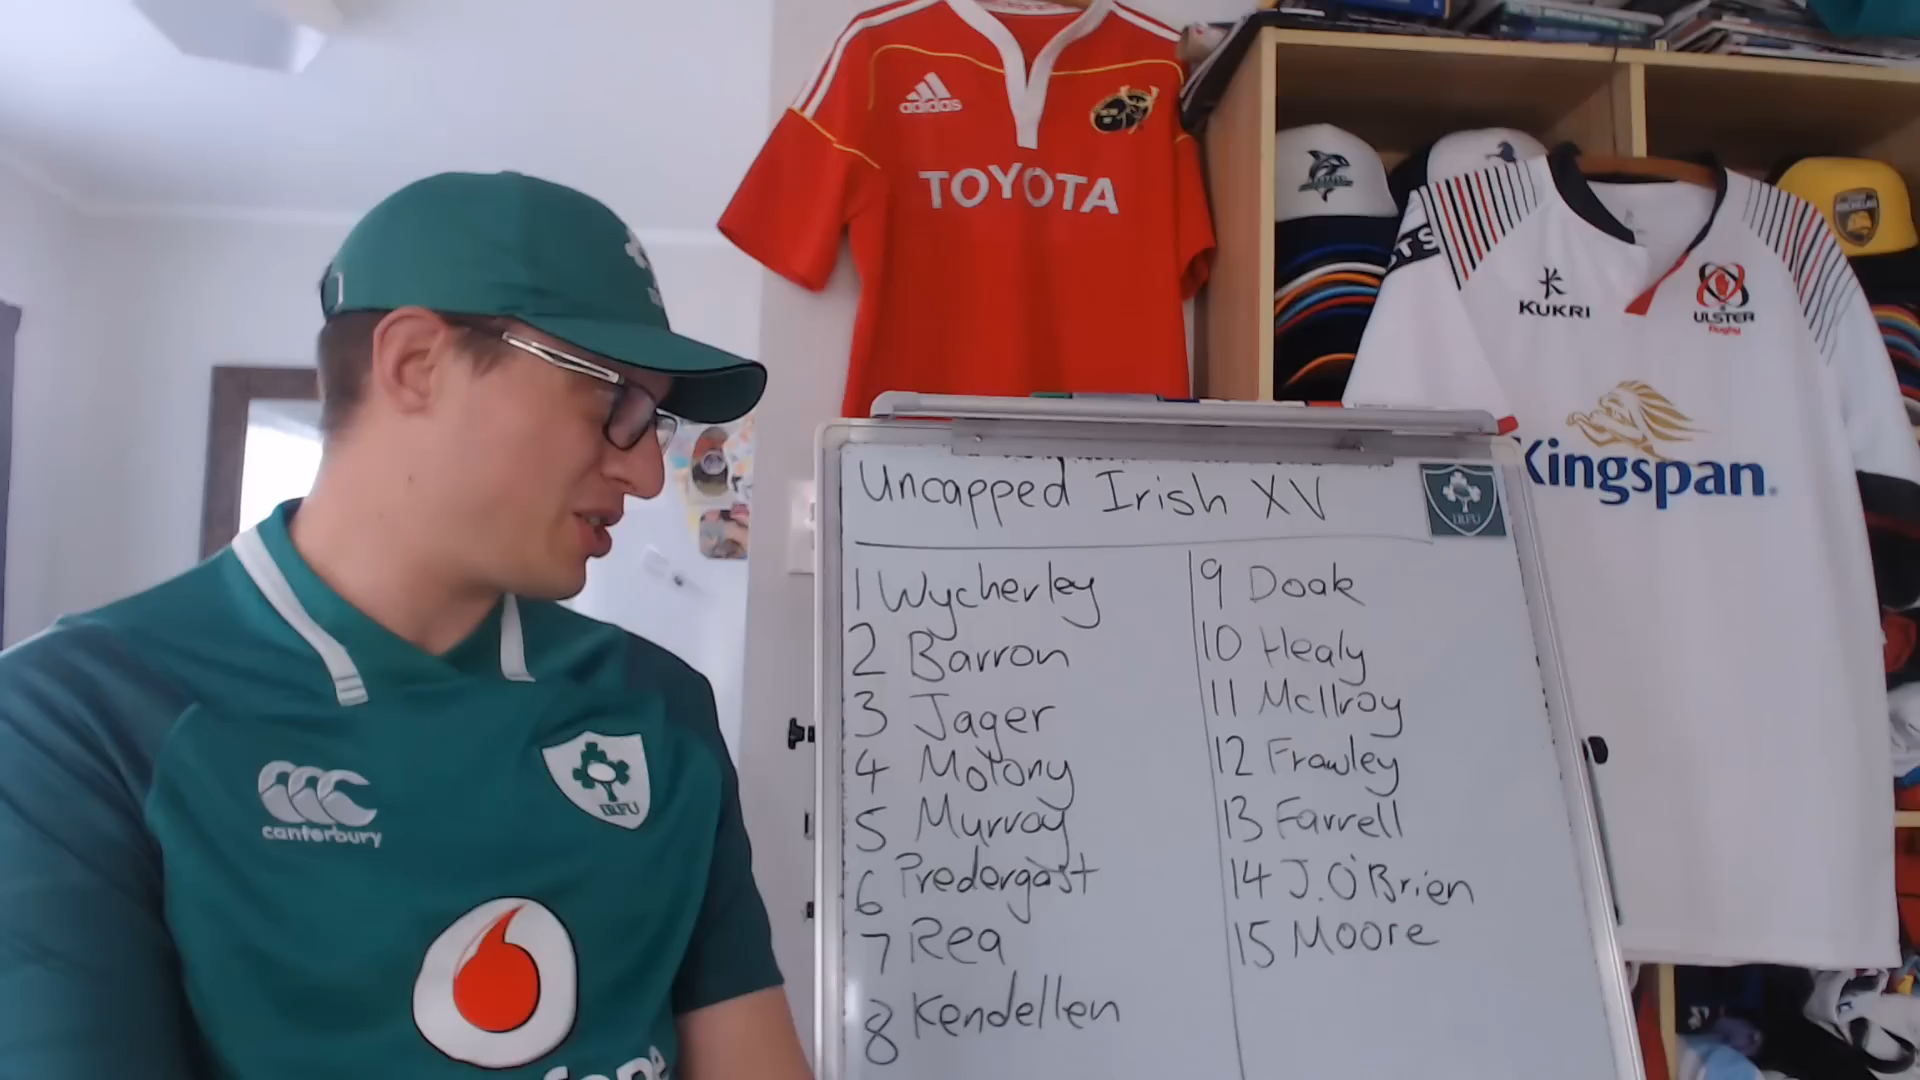 adidas
TOYOTA
KUKRI
ULSTER
Rugby
Kingspan
Uncapped Irish XV
IRFU
1 Wycherley
2 Barron
3 Jager
4 Molony
5 Murray
6 Predergast
7 Rea
8 Kendellen
9 Doak
10 Healy
11 McIlroy
12 Frawley
13 Farrell
14 J.O'Brien
15 Moore
canterbury
IRFU